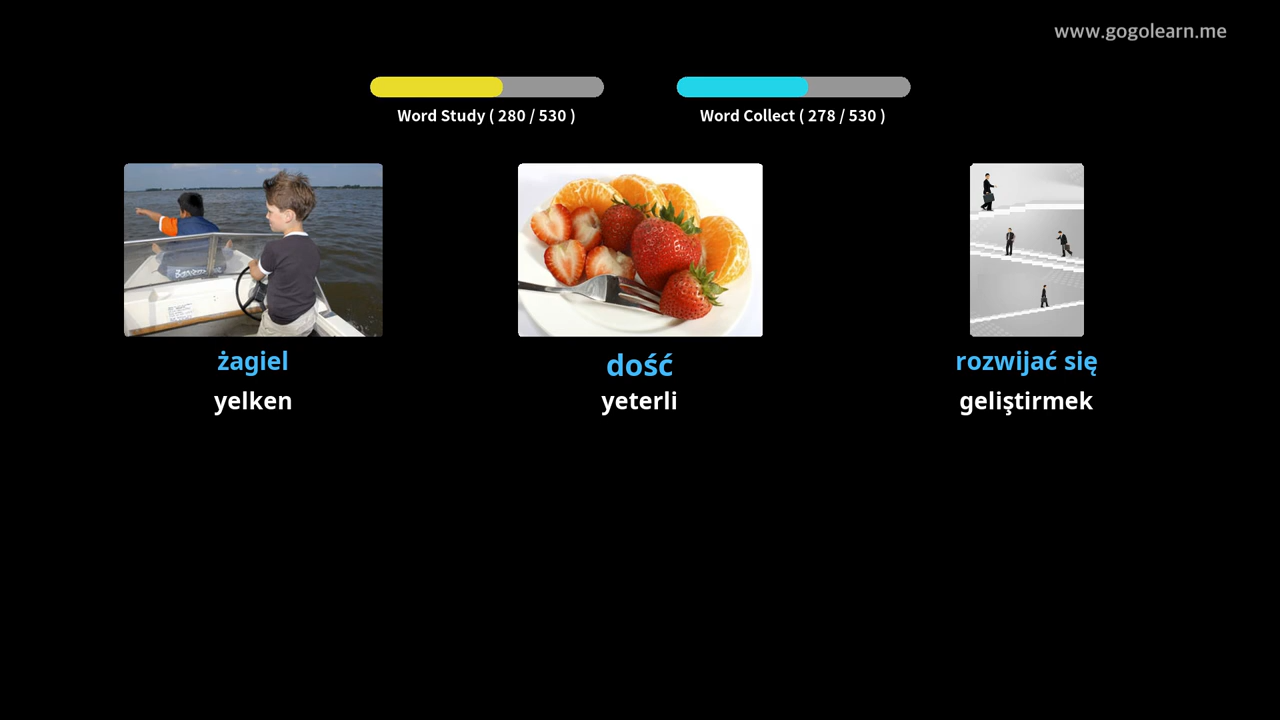 www.gogolearn.me
Word Study ( 280 / 530 )
Word Collect ( 278 / 530 )
żagiel
yelken
dość
yeterli
rozwijać się
geliştirmek